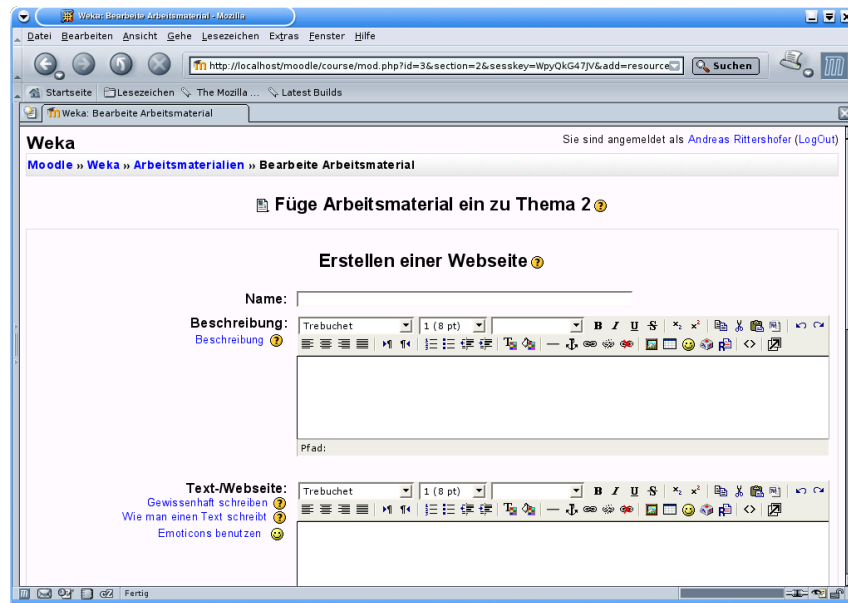 Weka: Bearbeite Arbeitsmaterial - Mozilla
Datei Bearbeiten Ansicht Gehe Lesezeichen Extras Fenster Hilfe
http://localhost/moodle/course/mod.php?id=3&section=2&sesskey=WpyQkG47JV&add=resource Suchen
Startseite Lesezeichen The Mozilla ... Latest Builds
Weka: Bearbeite Arbeitsmaterial
Weka Sie sind angemeldet als Andreas Rittershofer (LogOut)
Moodle » Weka » Arbeitsmaterialien » Bearbeite Arbeitsmaterial
Füge Arbeitsmaterial ein zu Thema 2
Erstellen einer Webseite
Name:
Beschreibung: Trebuchet 1 (8 pt) B I U S x₂ x²
Beschreibung
Pfad:
Text-/Webseite: Trebuchet 1 (8 pt) B I U S x₂ x²
Gewissenhaft schreiben
Wie man einen Text schreibt
Emoticons benutzen
Fertig